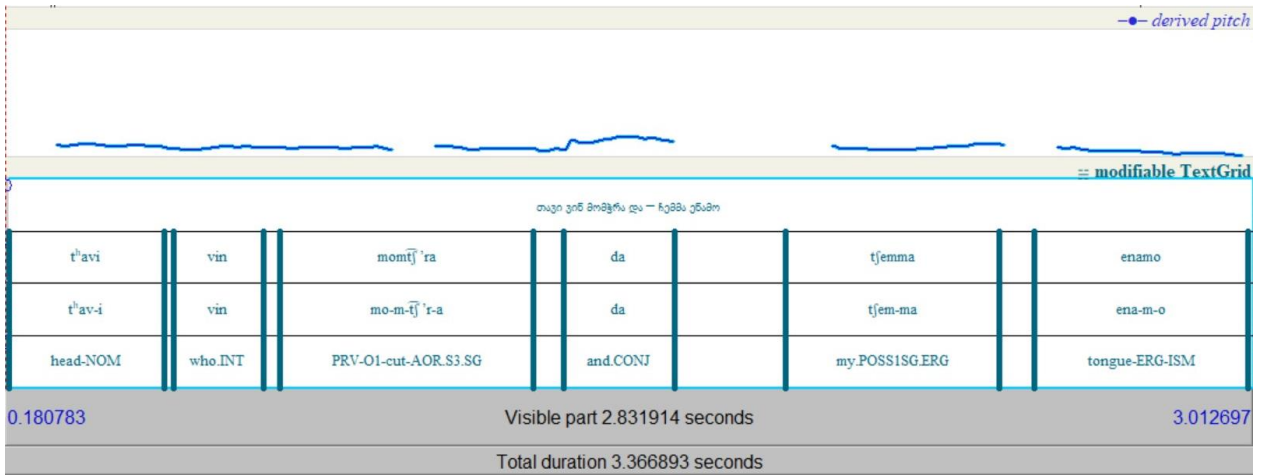 derived pitch
modifiable TextGrid
თავი ვინ მომჭრა და — ჩემმა ენამო
tʰavi vin momt͡ʃ ʼra da tʃemma enamo
tʰav-i vin mo-m-t͡ʃ ʼr-a da tʃem-ma ena-m-o
head-NOM who.INT PRV-O1-cut-AOR.S3.SG and.CONJ my.POSS1SG.ERG tongue-ERG-ISM
0.180783 Visible part 2.831914 seconds 3.012697
Total duration 3.366893 seconds